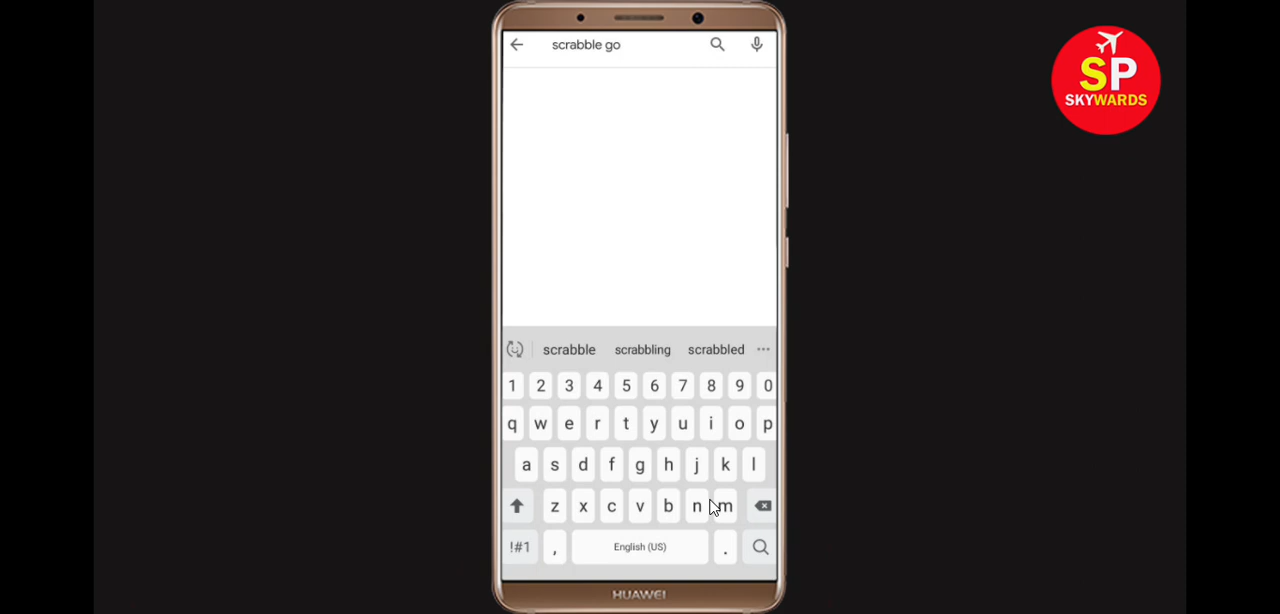 scrabble go
SP
SKYWARDS
scrabble scrabbling scrabbled ...
1 2 3 4 5 6 7 8 9 0
q w e r t y u i o p
a s d f g h j k l
z x c v b n m
!#1 , English (US) .
HUAWEI